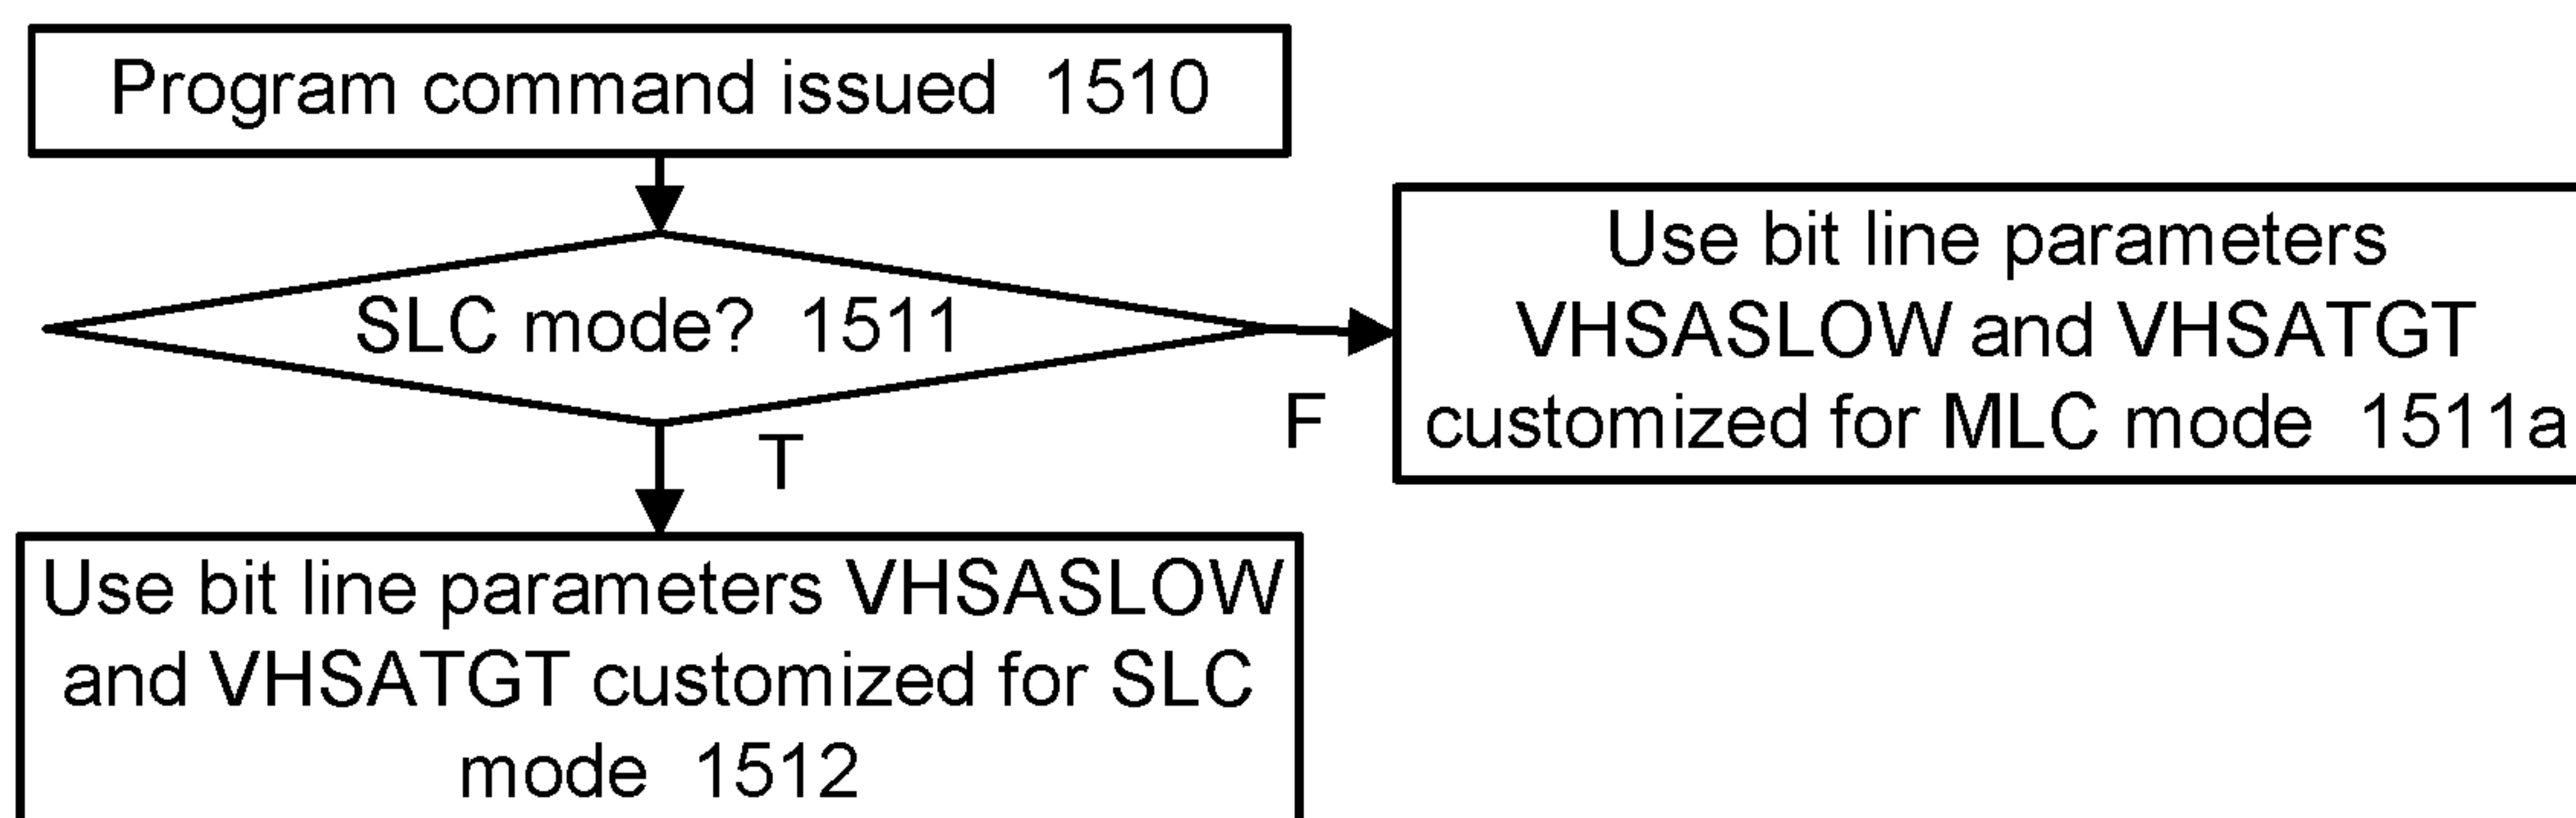 Program command issued 1510
SLC mode? 1511
Use bit line parameters
VHSASLOW and VHSATGT
customized for MLC mode 1511a
F
T
Use bit line parameters VHSASLOW
and VHSATGT customized for SLC
mode 1512